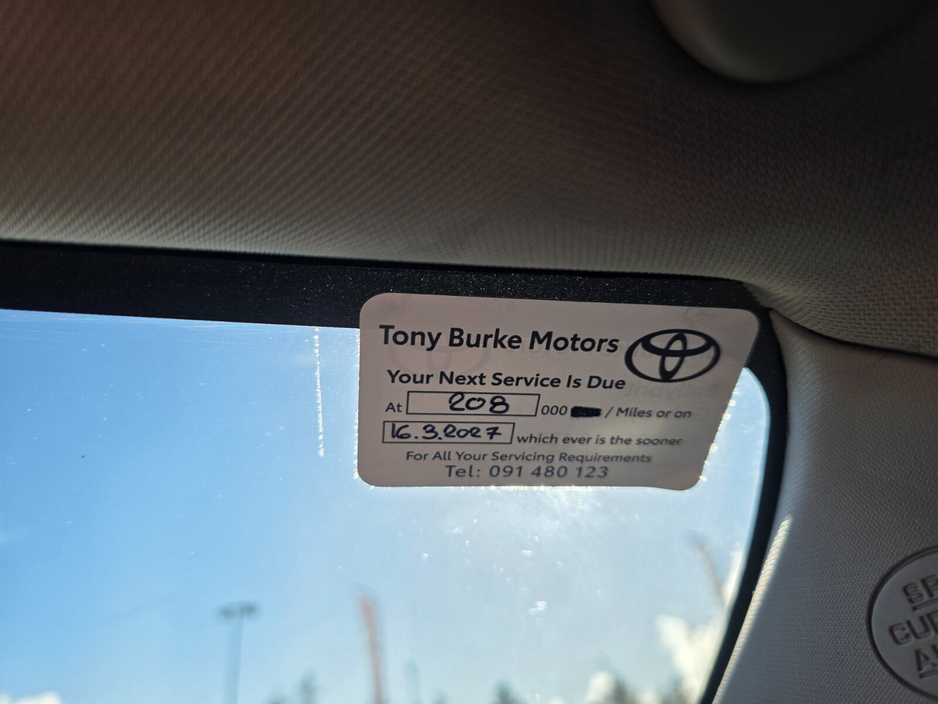 Tony Burke Motors
Your Next Service Is Due
At 208 000 / Miles or on
16.3.2027 which ever is the sooner
For All Your Servicing Requirements
Tel: 091 480 123